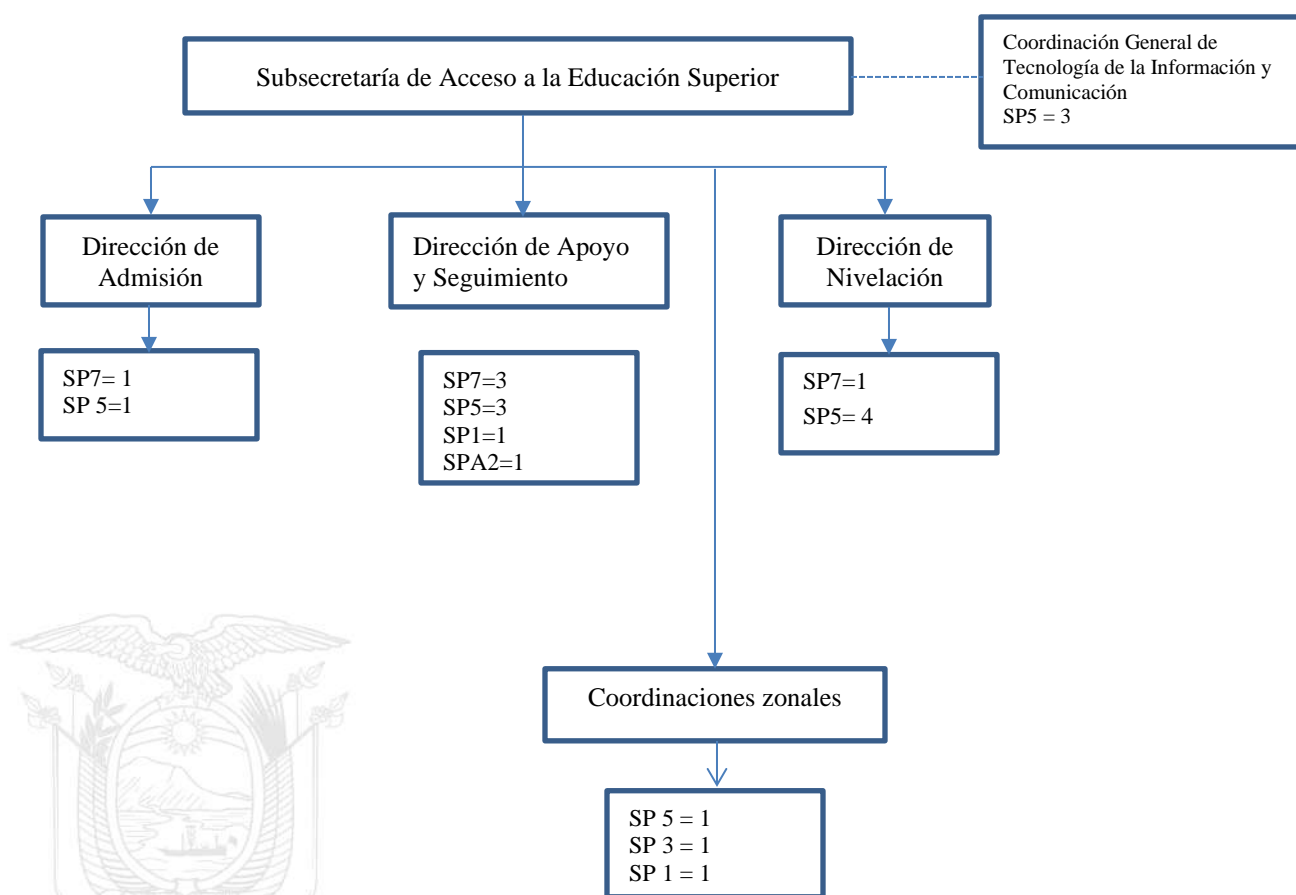 Subsecretaría de Acceso a la Educación Superior
Coordinación General de
Tecnología de la Información y
Comunicación
SP5 = 3
Dirección de
Admisión
Dirección de Apoyo
y Seguimiento
Dirección de
Nivelación
SP7= 1
SP 5=1
SP7=3
SP5=3
SP1=1
SPA2=1
SP7=1
SP5= 4
Coordinaciones zonales
SP 5 = 1
SP 3 = 1
SP 1 = 1